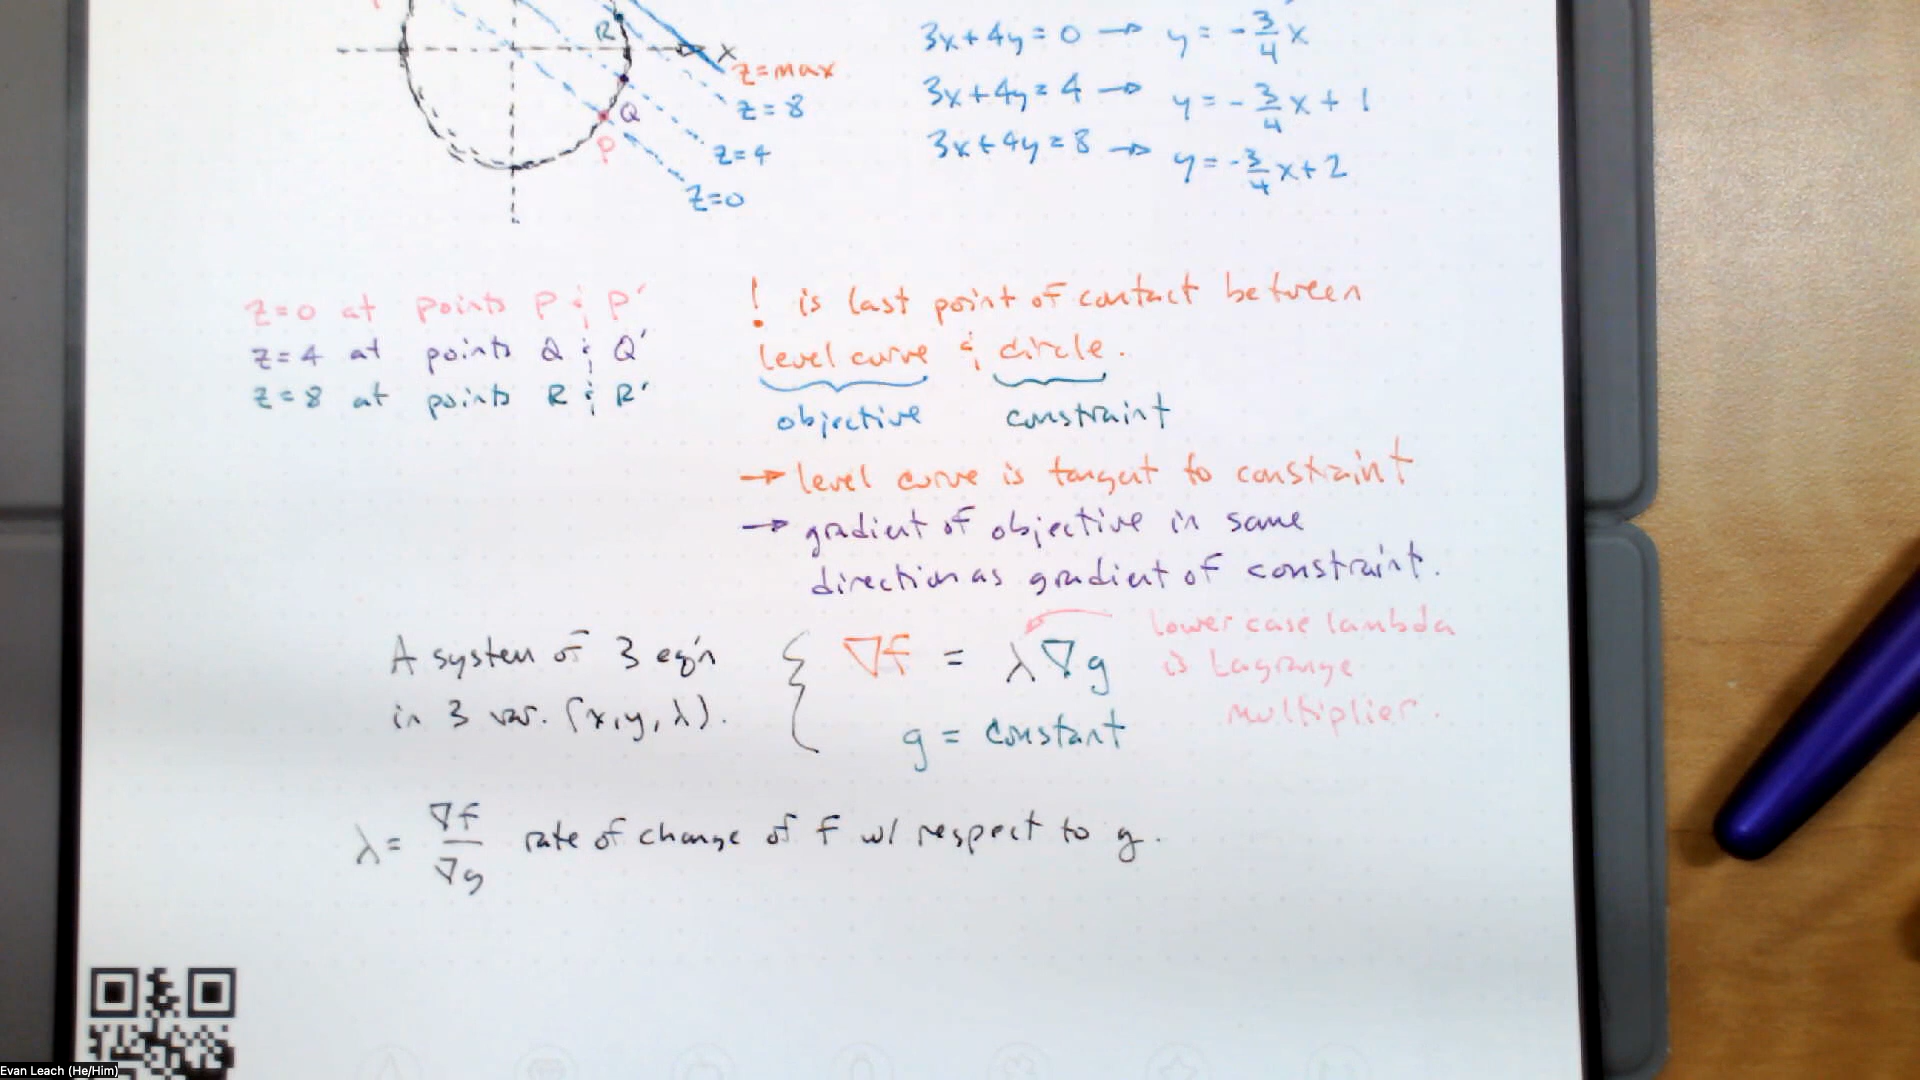 R
x
z=max
z=8
Q
P
z=4
z=0
3x+4y=0 → y = -3/4 x
3x+4y=4 → y = -3/4 x + 1
3x+4y=8 → y = -3/4 x + 2
z=0 at points P & P'
z=4 at points Q & Q'
z=8 at points R & R'
! is last point of contact between
level curve & circle.
objective constraint
→ level curve is tangent to constraint
→ gradient of objective in same
direction as gradient of constraint.
A system of 3 eq'n
in 3 var. (x,y,λ).
∇f = λ∇g
g = constant
lower case lambda
is Lagrange
multiplier.
λ = ∇f/∇g rate of change of f w/ respect to g.
Evan Leach (He/Him)